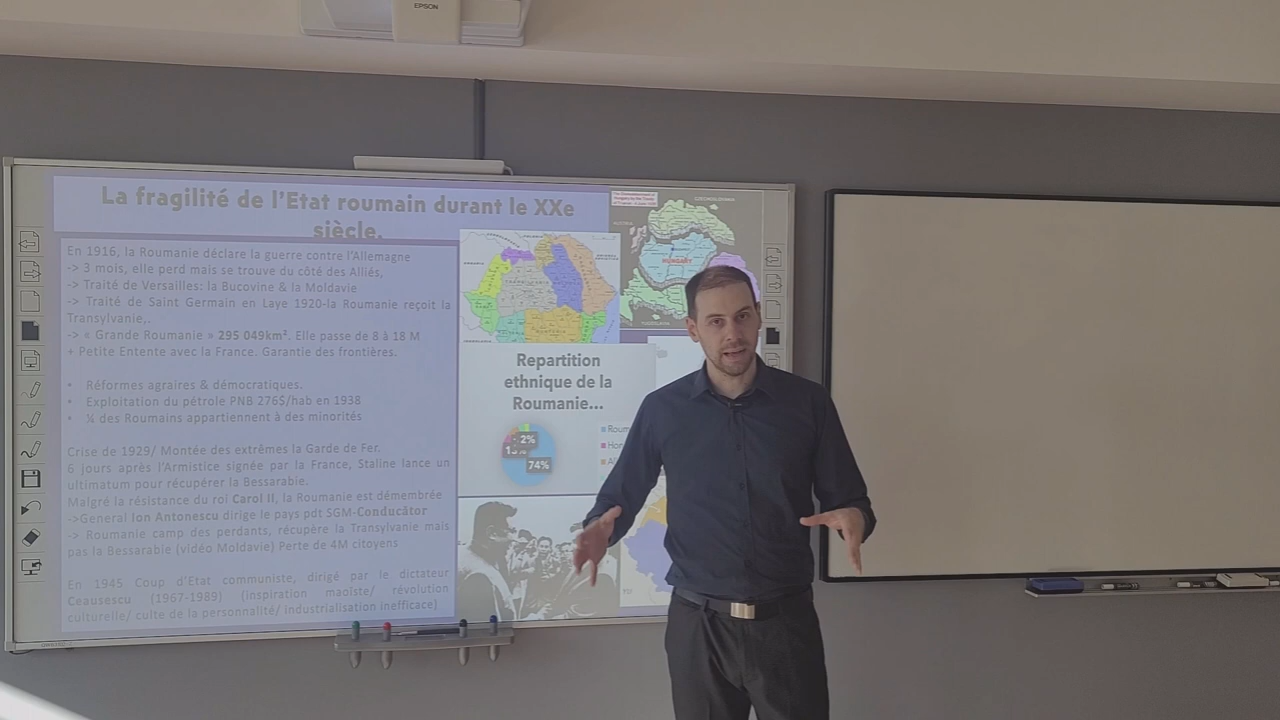 EPSON
La fragilité de l'Etat roumain durant le XXe
siècle.
En 1916, la Roumanie déclare la guerre contre l'Allemagne
-> 3 mois, elle perd mais se trouve du côté des Alliés,
-> Traité de Versailles: la Bucovine & la Moldavie
-> Traité de Saint Germain en Laye 1920-la Roumanie reçoit la
Transylvanie,.
-> « Grande Roumanie » 295 049km². Elle passe de 8 à 18 M
+ Petite Entente avec la France. Garantie des frontières.
• Réformes agraires & démocratiques.
• Exploitation du pétrole PNB 276$/hab en 1938
• ¼ des Roumains appartiennent à des minorités
Crise de 1929/ Montée des extrêmes la Garde de Fer.
6 jours après l'Armistice signée par la France, Staline lance un
ultimatum pour récupérer la Bessarabie.
Malgré la résistance du roi Carol II, la Roumanie est démembrée
->General Ion Antonescu dirige le pays pdt SGM-Conducător
-> Roumanie camp des perdants, récupère la Transylvanie mais
pas la Bessarabie (vidéo Moldavie) Perte de 4M citoyens
En 1945 Coup d'Etat communiste, dirigé par le dictateur
Ceausescu (1967-1989) (inspiration maoïste/ révolution
culturelle/ culte de la personnalité/ industrialisation inefficace)
CZECHOSLOVAKIA
AUSTRIA
HUNGARY
YUGOSLAVIA
Repartition
ethnique de la
Roumanie...
2%
74%
Roum
Hon